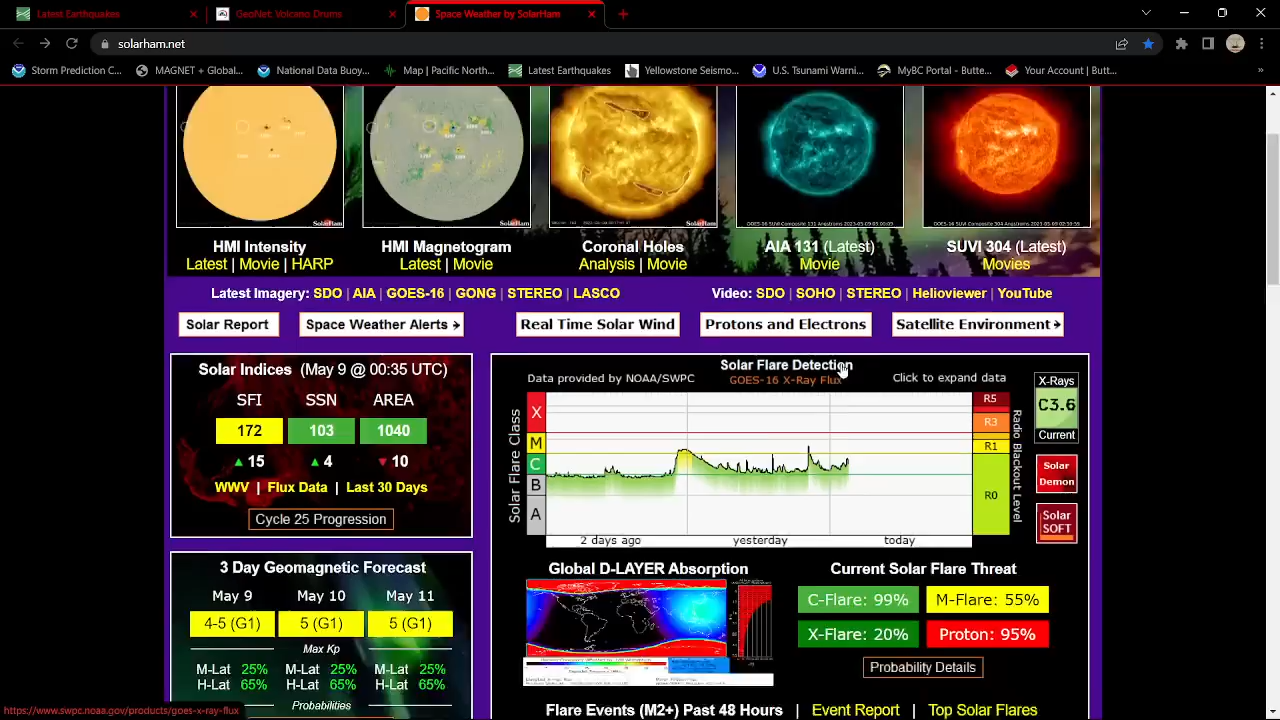 Latest Earthquakes
GeoNet: Volcano Drums
Space Weather by SolarHam
solarham.net
Storm Prediction C...
MAGNET + Global...
National Data Buoy...
Map | Pacific North...
Latest Earthquakes
Yellowstone Seismo...
U.S. Tsunami Warni...
MyBC Portal - Butte...
Your Account | Butt...
SolarHam
SolarHam
SolarHam
HMI Intensity
Latest | Movie | HARP
HMI Magnetogram
Latest | Movie
Coronal Holes
Analysis | Movie
AIA 131 (Latest)
Movie
SUVI 304 (Latest)
Movies
Latest Imagery: SDO | AIA | GOES-16 | GONG | STEREO | LASCO
Video: SDO | SOHO | STEREO | Helioviewer | YouTube
Solar Report
Space Weather Alerts
Real Time Solar Wind
Protons and Electrons
Satellite Environment
Solar Indices (May 9 @ 00:35 UTC)
SFI SSN AREA
172 103 1040
15 4 10
WWV | Flux Data | Last 30 Days
Cycle 25 Progression
Solar Flare Detection
Data provided by NOAA/SWPC
GOES-16 X-Ray Flux
Click to expand data
Solar Flare Class
X
M
C
B
A
R5
R3
R1
R0
Radio Blackout Level
2 days ago yesterday today
X-Rays
C3.6
Current
Solar
Demon
Solar
SOFT
3 Day Geomagnetic Forecast
May 9 May 10 May 11
4-5 (G1) 5 (G1) 5 (G1)
Max Kp
M-Lat 25% M-Lat M-Lat 25%
H-Lat 65% H-Lat H-Lat 65%
Probabilities
Global D-LAYER Absorption
Current Solar Flare Threat
C-Flare: 99% M-Flare: 55%
X-Flare: 20% Proton: 95%
Probability Details
Flare Events (M2+) Past 48 Hours | Event Report | Top Solar Flares
https://www.swpc.noaa.gov/products/goes-x-ray-flux